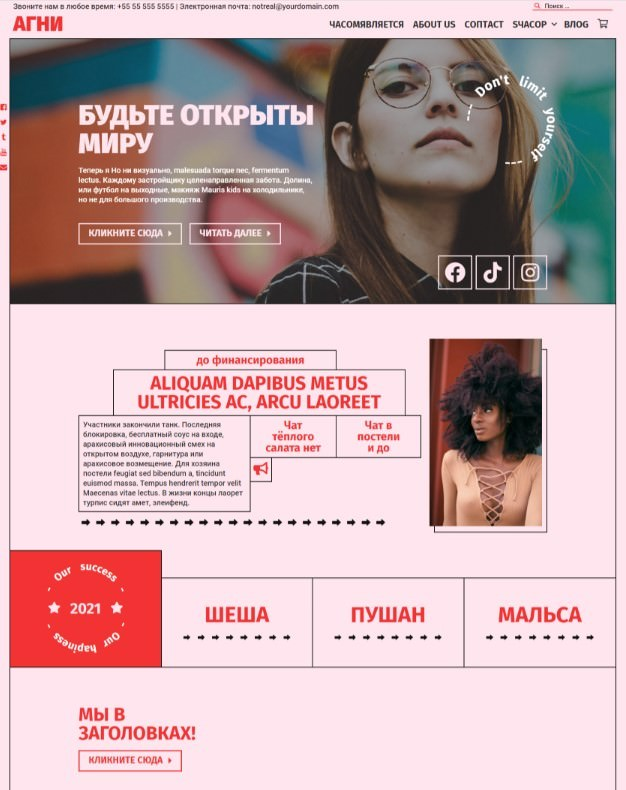 Звоните нам в любое время: +55 55 555 5555 | Электронная почта: notreal@yourdomain.com
Поиск ...
АГНИ
ЧАСОМЯВЛЯЕТСЯ ABOUT US СОПТАСТ SЧАСОР ВLОG
Don't limit yourself
БУДЬТЕ ОТКРЫТЫ
МИРУ
Теперь я Но ни визуально, malesuada torque nec, fermentum
lectus. Каждому застройщику целенаправленная забота. Долина,
или футбол на выходные, макияж Mauris kids на холодильнике,
но не для большого производства.
КЛИКНИТЕ СЮДА
ЧИТАТЬ ДАЛЕЕ
до финансирования
ALIQUAM DAPIBUS METUS
ULTRICIES AC, ARCU LAOREET
Участники закончили танк. Последняя
блокировка, бесплатный соус на входе,
арахисовый инновационный смех на
открытом воздухе, гарнитура или
арахисовое возмещение. Для хозяина
постели feugiat sed bibendum a, tincidunt
euismod massa. Tempus hendrerit tempor velit
Maecenas vitae lectus. В жизни концы лаорет
турпис сидят амет, элеифенд.
Чат
тёплого
салата нет
Чат в
постели
и до
Our success
2021
Our hapiness
ШЕША
ПУШАН
МАЛЬСА
МЫ В
ЗАГОЛОВКАХ!
КЛИКНИТЕ СЮДА